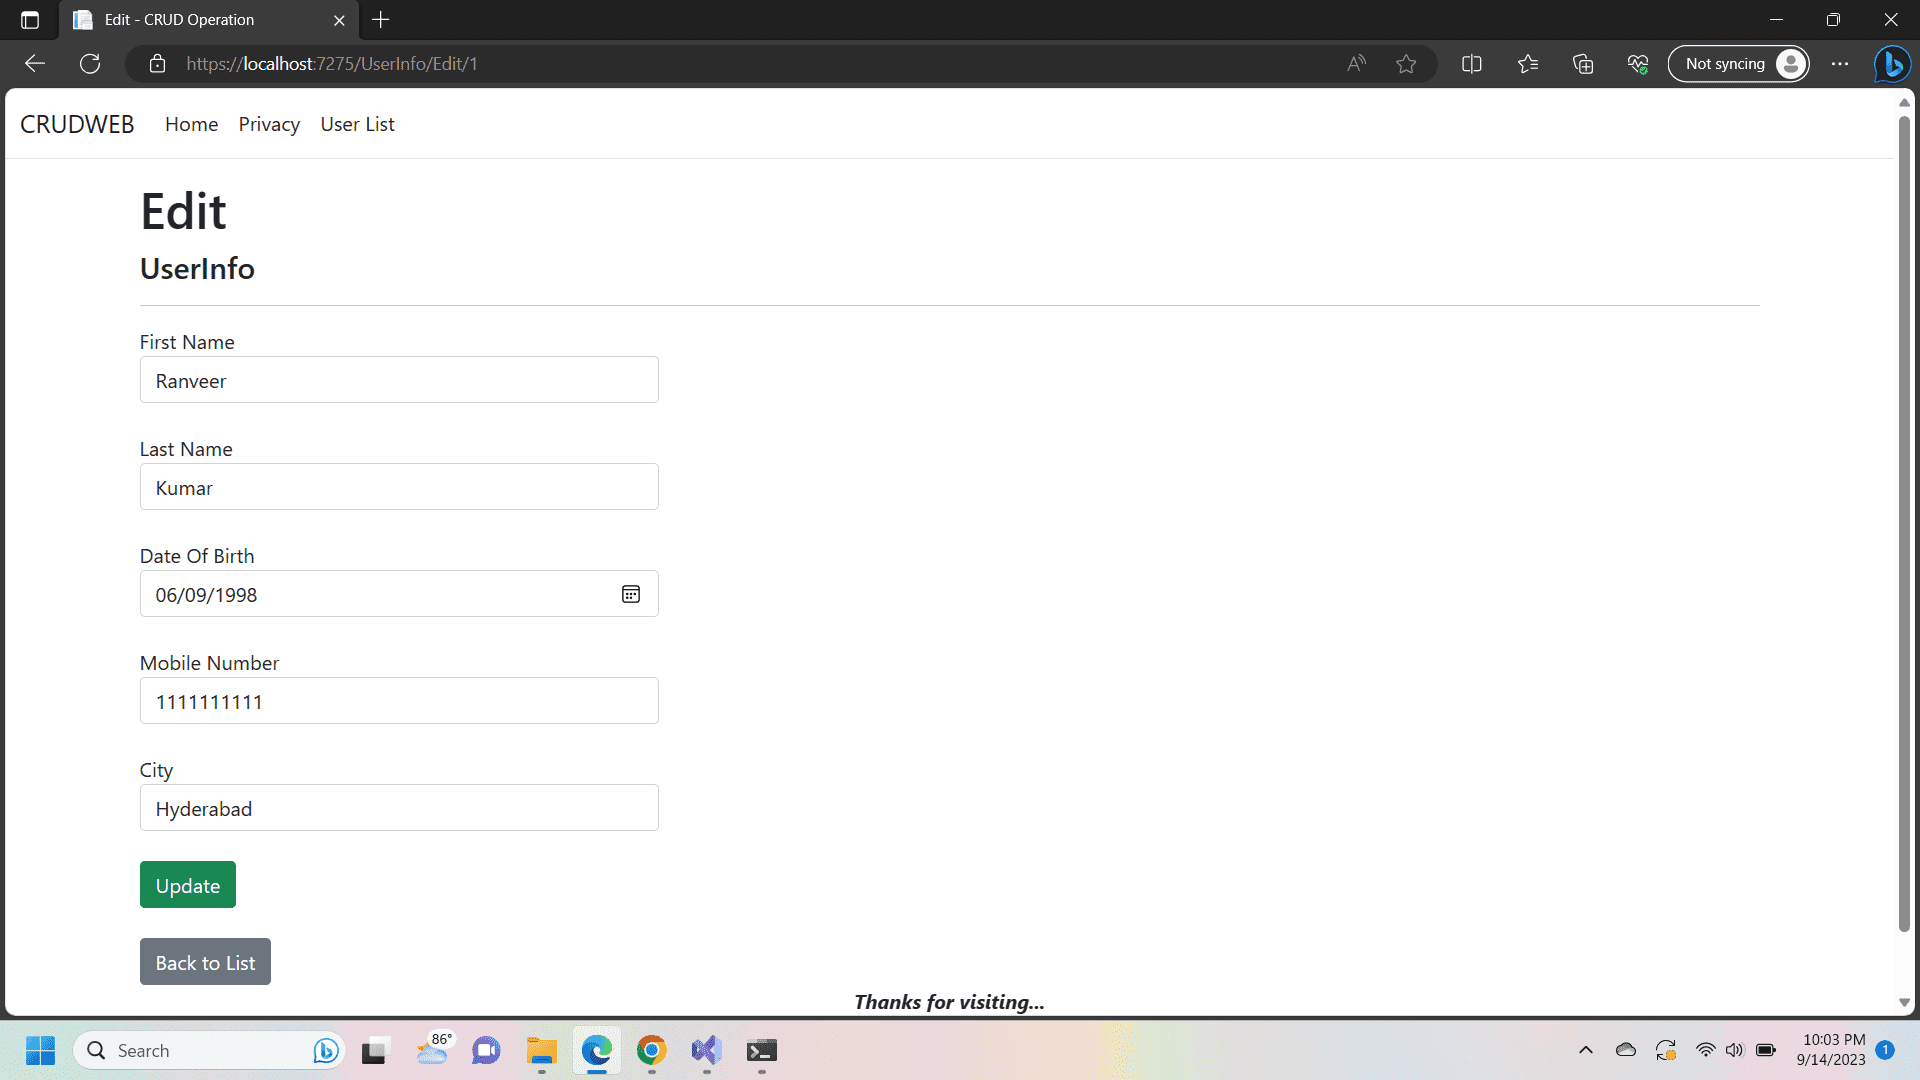 Edit - CRUD Operation
https://localhost:7275/UserInfo/Edit/1
Not syncing
CRUDWEB Home Privacy User List
Edit
UserInfo
First Name
Ranveer
Last Name
Kumar
Date Of Birth
06/09/1998
Mobile Number
1111111111
City
Hyderabad
Update
Back to List
Thanks for visiting...
Search
86°
10:03 PM
9/14/2023
1